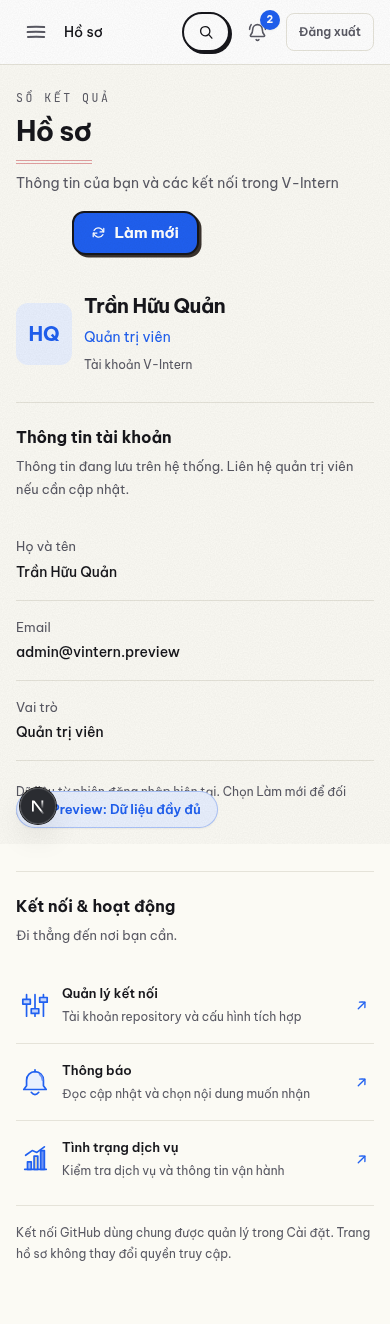 Hồ sơ
2
Đăng xuất
SỔ KẾT QUẢ
Hồ sơ
Thông tin của bạn và các kết nối trong V-Intern
Làm mới
HQ
Trần Hữu Quản
Quản trị viên
Tài khoản V-Intern
Thông tin tài khoản
Thông tin đang lưu trên hệ thống. Liên hệ quản trị viên
nếu cần cập nhật.
Họ và tên
Trần Hữu Quản
Email
admin@vintern.preview
Vai trò
Quản trị viên
từ phiên đăng nhập hiện tại. Chọn Làm mới để đối
N
Preview: Dữ liệu đầy đủ
Kết nối & hoạt động
Đi thẳng đến nơi bạn cần.
Quản lý kết nối
Tài khoản repository và cấu hình tích hợp
Thông báo
Đọc cập nhật và chọn nội dung muốn nhận
Tình trạng dịch vụ
Kiểm tra dịch vụ và thông tin vận hành
Kết nối GitHub dùng chung được quản lý trong Cài đặt. Trang
hồ sơ không thay đổi quyền truy cập.